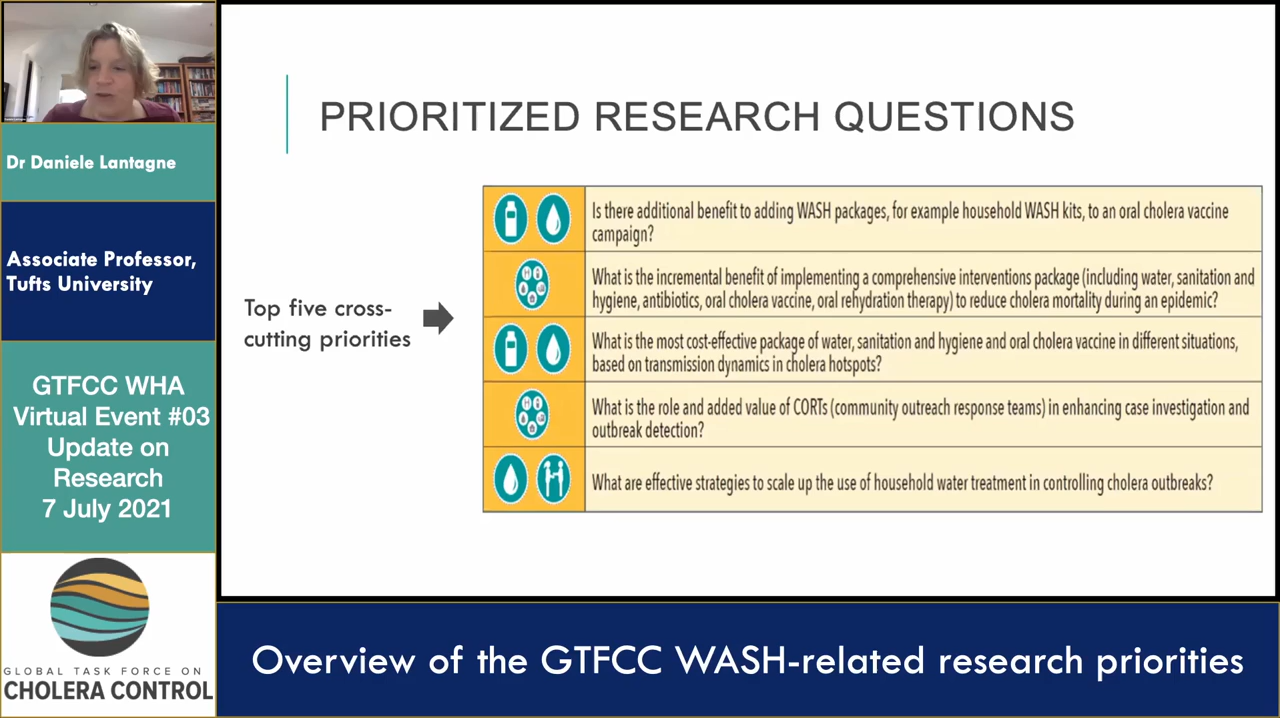 Dr Daniele Lantagne
Associate Professor,
Tufts University
GTFCC WHA
Virtual Event #03
Update on
Research
7 July 2021
GLOBAL TASK FORCE ON
CHOLERA CONTROL
PRIORITIZED RESEARCH QUESTIONS
Top five cross-
cutting priorities
Is there additional benefit to adding WASH packages, for example household WASH kits, to an oral cholera vaccine
campaign?
What is the incremental benefit of implementing a comprehensive interventions package (including water, sanitation and
hygiene, antibiotics, oral cholera vaccine, oral rehydration therapy) to reduce cholera mortality during an epidemic?
What is the most cost-effective package of water, sanitation and hygiene and oral cholera vaccine in different situations,
based on transmission dynamics in cholera hotspots?
What is the role and added value of CORTs (community outreach response teams) in enhancing case investigation and
outbreak detection?
What are effective strategies to scale up the use of household water treatment in controlling cholera outbreaks?
Overview of the GTFCC WASH-related research priorities